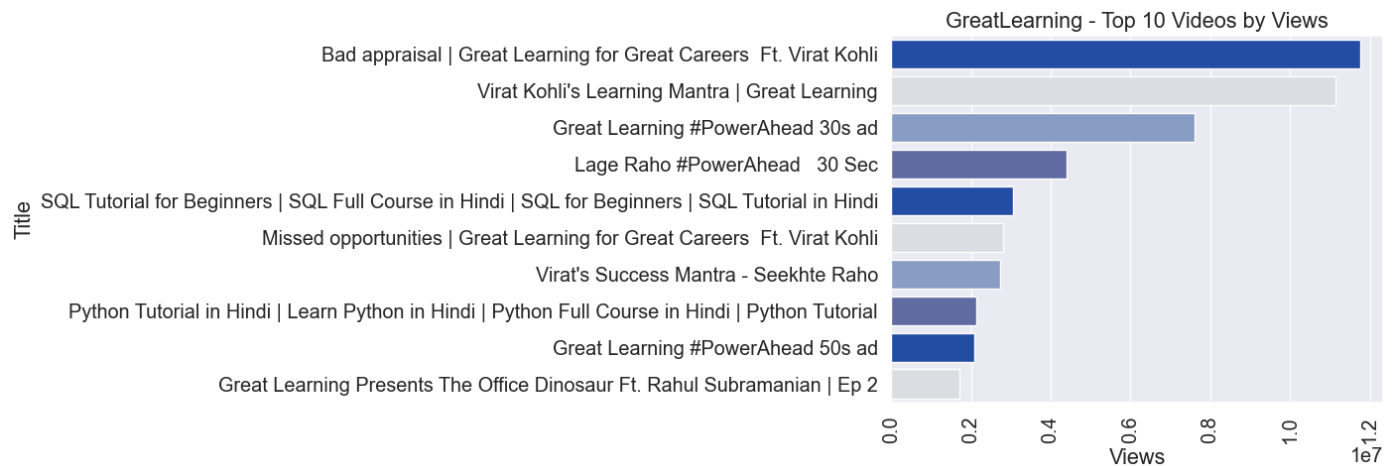 GreatLearning - Top 10 Videos by Views
Bad appraisal | Great Learning for Great Careers  Ft. Virat Kohli
Virat Kohli's Learning Mantra | Great Learning
Great Learning #PowerAhead 30s ad
Lage Raho #PowerAhead   30 Sec
SQL Tutorial for Beginners | SQL Full Course in Hindi | SQL for Beginners | SQL Tutorial in Hindi
Missed opportunities | Great Learning for Great Careers  Ft. Virat Kohli
Virat's Success Mantra - Seekhte Raho
Python Tutorial in Hindi | Learn Python in Hindi | Python Full Course in Hindi | Python Tutorial
Great Learning #PowerAhead 50s ad
Great Learning Presents The Office Dinosaur Ft. Rahul Subramanian | Ep 2
Title
0.0
0.2
0.4
0.6
0.8
1.0
1.2
1e7
Views